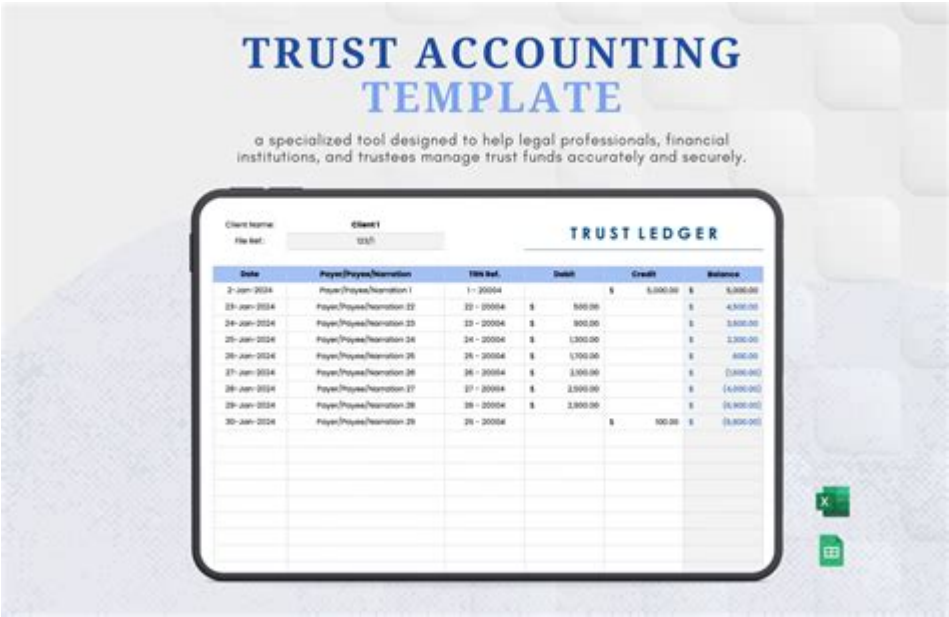 TRUST ACCOUNTING
TEMPLATE
a specialized tool designed to help legal professionals, financial
institutions, and trustees manage trust funds accurately and securely.
Client Name: Client 1
File Ref.: 123/1
TRUST LEDGER
Date Payer/Payee/Narration TRN Ref. Debit Credit Balance
2-Jan-2024 Payer/Payee/Narration 1 1 - 20004 $ 5,000.00 $ 5,000.00
23-Jan-2024 Payer/Payee/Narration 22 22 - 20004 $ 500.00 $ 4,500.00
24-Jan-2024 Payer/Payee/Narration 23 23 - 20004 $ 900.00 $ 3,600.00
25-Jan-2024 Payer/Payee/Narration 24 24 - 20004 $ 1,300.00 $ 2,300.00
26-Jan-2024 Payer/Payee/Narration 25 25 - 20004 $ 1,700.00 $ 600.00
27-Jan-2024 Payer/Payee/Narration 26 26 - 20004 $ 2,100.00 $ (1,500.00)
28-Jan-2024 Payer/Payee/Narration 27 27 - 20004 $ 2,500.00 $ (4,000.00)
29-Jan-2024 Payer/Payee/Narration 28 28 - 20004 $ 2,900.00 $ (6,900.00)
30-Jan-2024 Payer/Payee/Narration 29 29 - 20004 $ 100.00 $ (6,800.00)
X